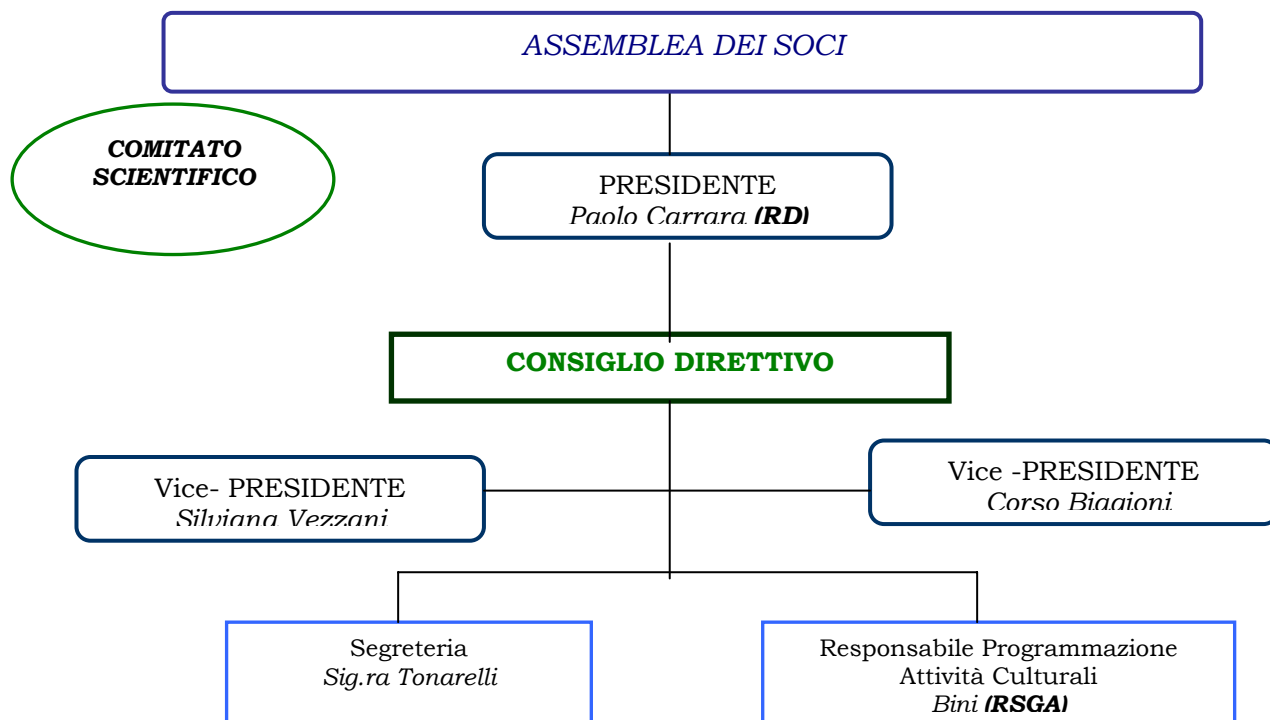 ASSEMBLEA DEI SOCI
COMITATO
SCIENTIFICO
PRESIDENTE
Paolo Carrara (RD)
CONSIGLIO DIRETTIVO
Vice- PRESIDENTE
Silviana Vezzani
Vice -PRESIDENTE
Corso Biagioni
Segreteria
Sig.ra Tonarelli
Responsabile Programmazione
Attività Culturali
Bini (RSGA)